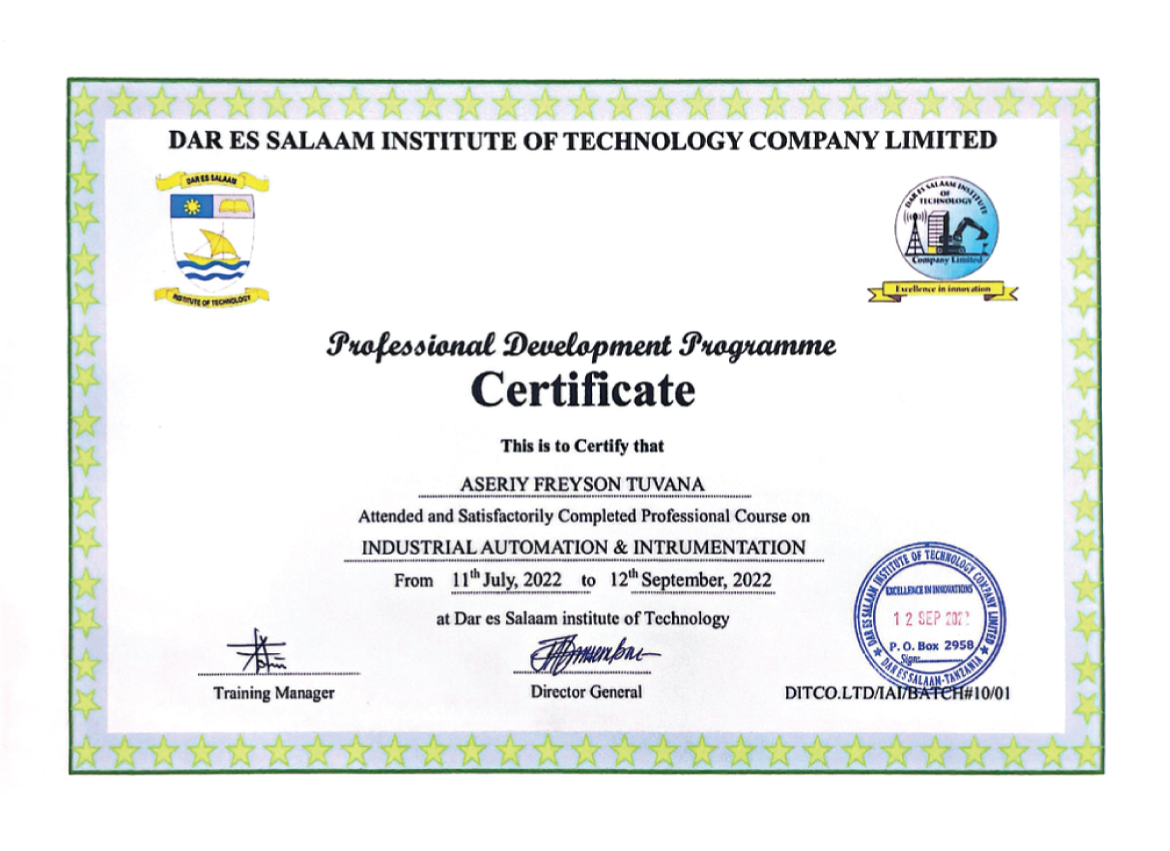 DAR ES SALAAM INSTITUTE OF TECHNOLOGY COMPANY LIMITED
DAR ES SALAAM
INSTITUTE OF TECHNOLOGY
DAR ES SALAAM INSTITUTE
OF
TECHNOLOGY
Company Limited
Excellence in innovation
Professional Development Programme
Certificate
This is to Certify that
ASERIY FREYSON TUVANA
Attended and Satisfactorily Completed Professional Course on
INDUSTRIAL AUTOMATION & INTRUMENTATION
From 11th July, 2022 to 12th September, 2022
at Dar es Salaam institute of Technology
DAR ES SALAAM INSTITUTE OF TECHNOLOGY COMPANY LIMITED
EXCELLENCE IN INNOVATIONS
12 SEP 2022
P. O. Box 2958
Sign:
DAR ES SALAAM-TANZANIA
Training Manager
Director General
DITCO.LTD/IAI/BATCH#10/01